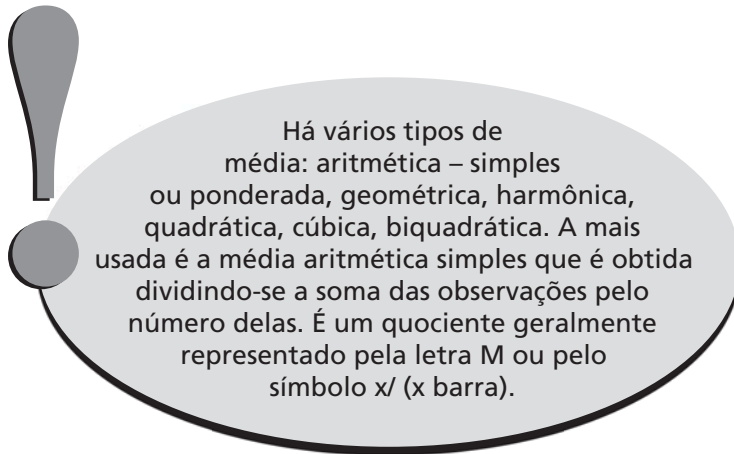 Há vários tipos de
média: aritmética – simples
ou ponderada, geométrica, harmônica,
quadrática, cúbica, biquadrática. A mais
usada é a média aritmética simples que é obtida
dividindo-se a soma das observações pelo
número delas. É um quociente geralmente
representado pela letra M ou pelo
símbolo x/ (x barra).